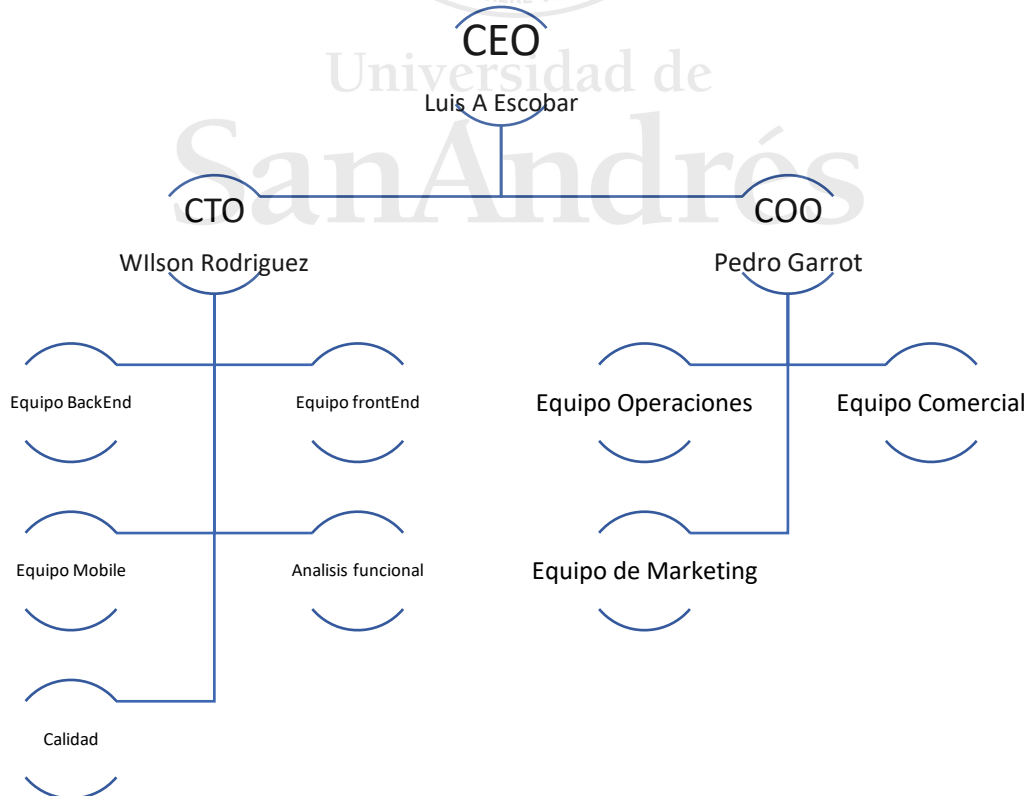 CEO
Universidad de
Luis A Escobar
SanAndrés
CTO
COO
WIlson Rodriguez
Pedro Garrot
Equipo BackEnd
Equipo frontEnd
Equipo Operaciones
Equipo Comercial
Equipo Mobile
Analisis funcional
Equipo de Marketing
Calidad